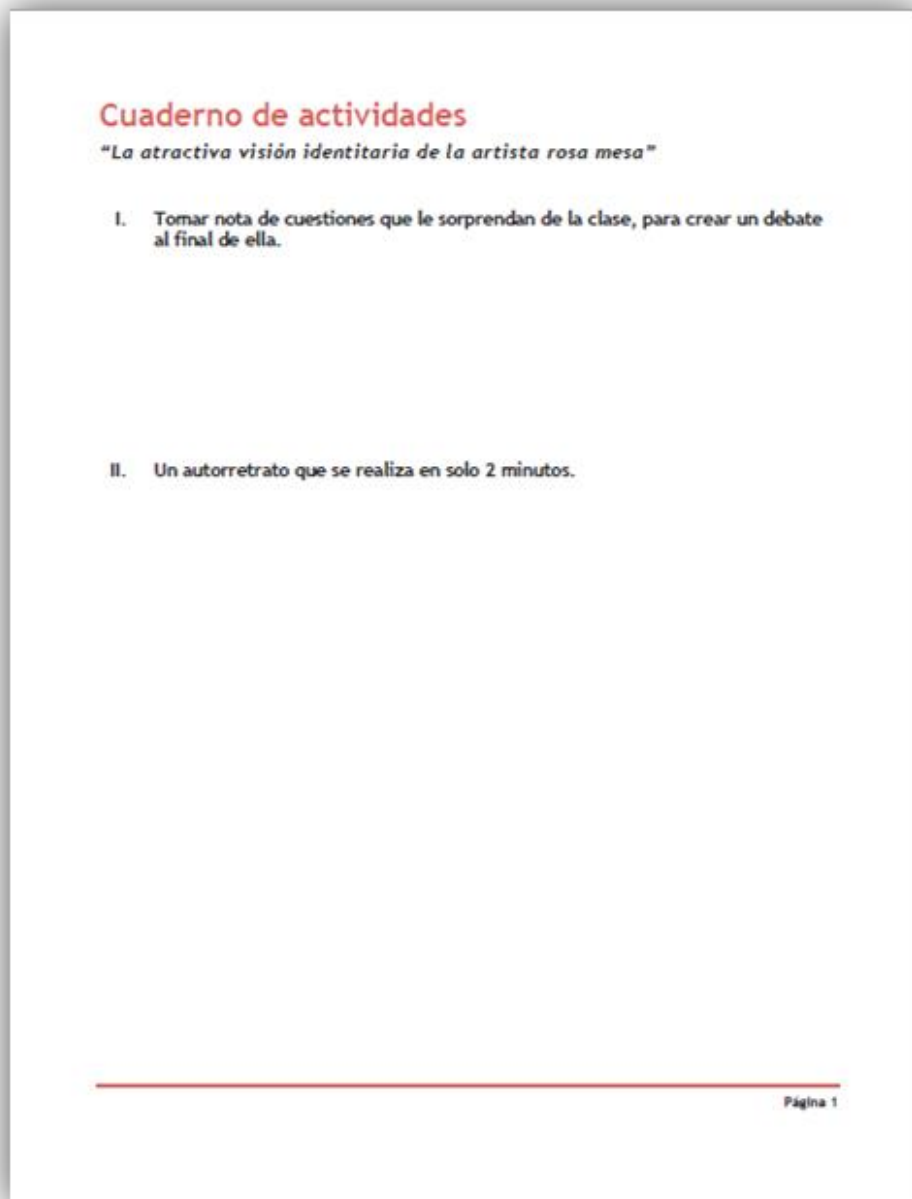 Cuaderno de actividades
“La atractiva visión identitaria de la artista rosa mesa”
I. Tomar nota de cuestiones que le sorprendan de la clase, para crear un debate
al final de ella.
II. Un autorretrato que se realiza en solo 2 minutos.
Página 1